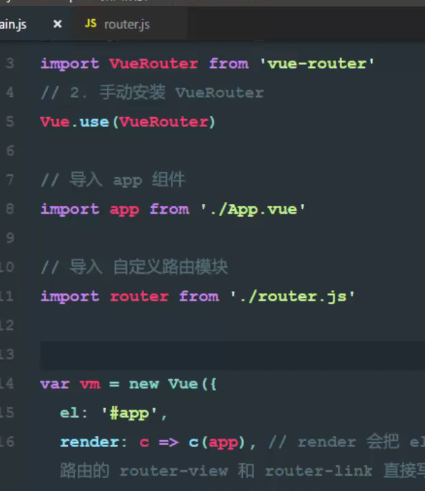 ain.js × JS router.js
3 import VueRouter from 'vue-router'
4 // 2. 手动安装 VueRouter
5 Vue.use(VueRouter)
6
7 // 导入 app 组件
8 import app from './App.vue'
9
10 // 导入 自定义路由模块
11 import router from './router.js'
12
13
14 var vm = new Vue({
15 el: '#app',
16 render: c => c(app), // render 会把 el
路由的 router-view 和 router-link 直接写